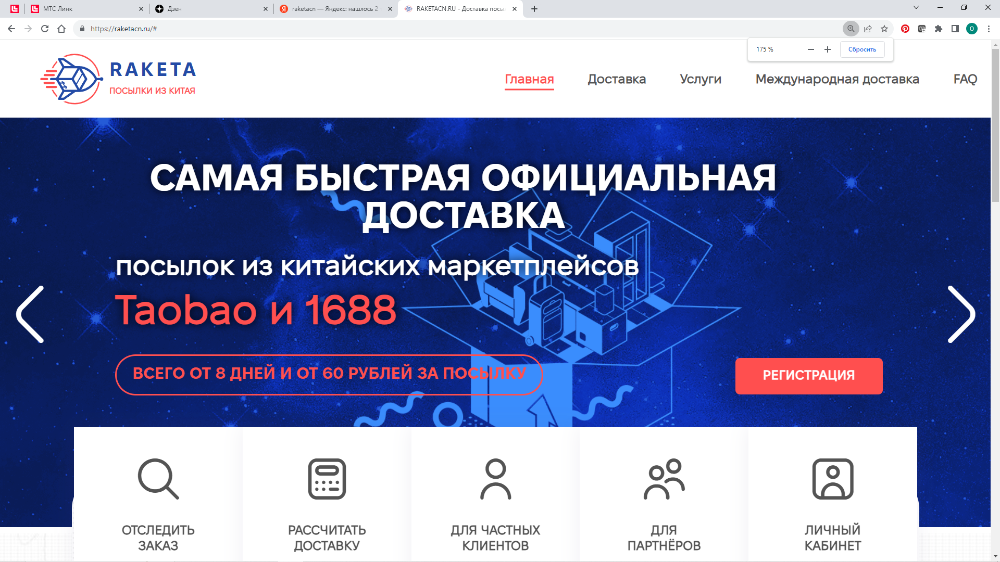 МТС Линк
Дзен
raketacn — Яндекс: нашлось 2
RAKETACN.RU - Доставка посы
https://raketacn.ru/#
O
175 %
Сбросить
RAKETA
ПОСЫЛКИ ИЗ КИТАЯ
Главная
Доставка
Услуги
Международная доставка
FAQ
САМАЯ БЫСТРАЯ ОФИЦИАЛЬНАЯ
ДОСТАВКА
посылок из китайских маркетплейсов
Taobao и 1688
ВСЕГО ОТ 8 ДНЕЙ И ОТ 60 РУБЛЕЙ ЗА ПОСЫЛКУ
РЕГИСТРАЦИЯ
ОТСЛЕДИТЬ
ЗАКАЗ
РАССЧИТАТЬ
ДОСТАВКУ
ДЛЯ ЧАСТНЫХ
КЛИЕНТОВ
ДЛЯ
ПАРТНЁРОВ
ЛИЧНЫЙ
КАБИНЕТ